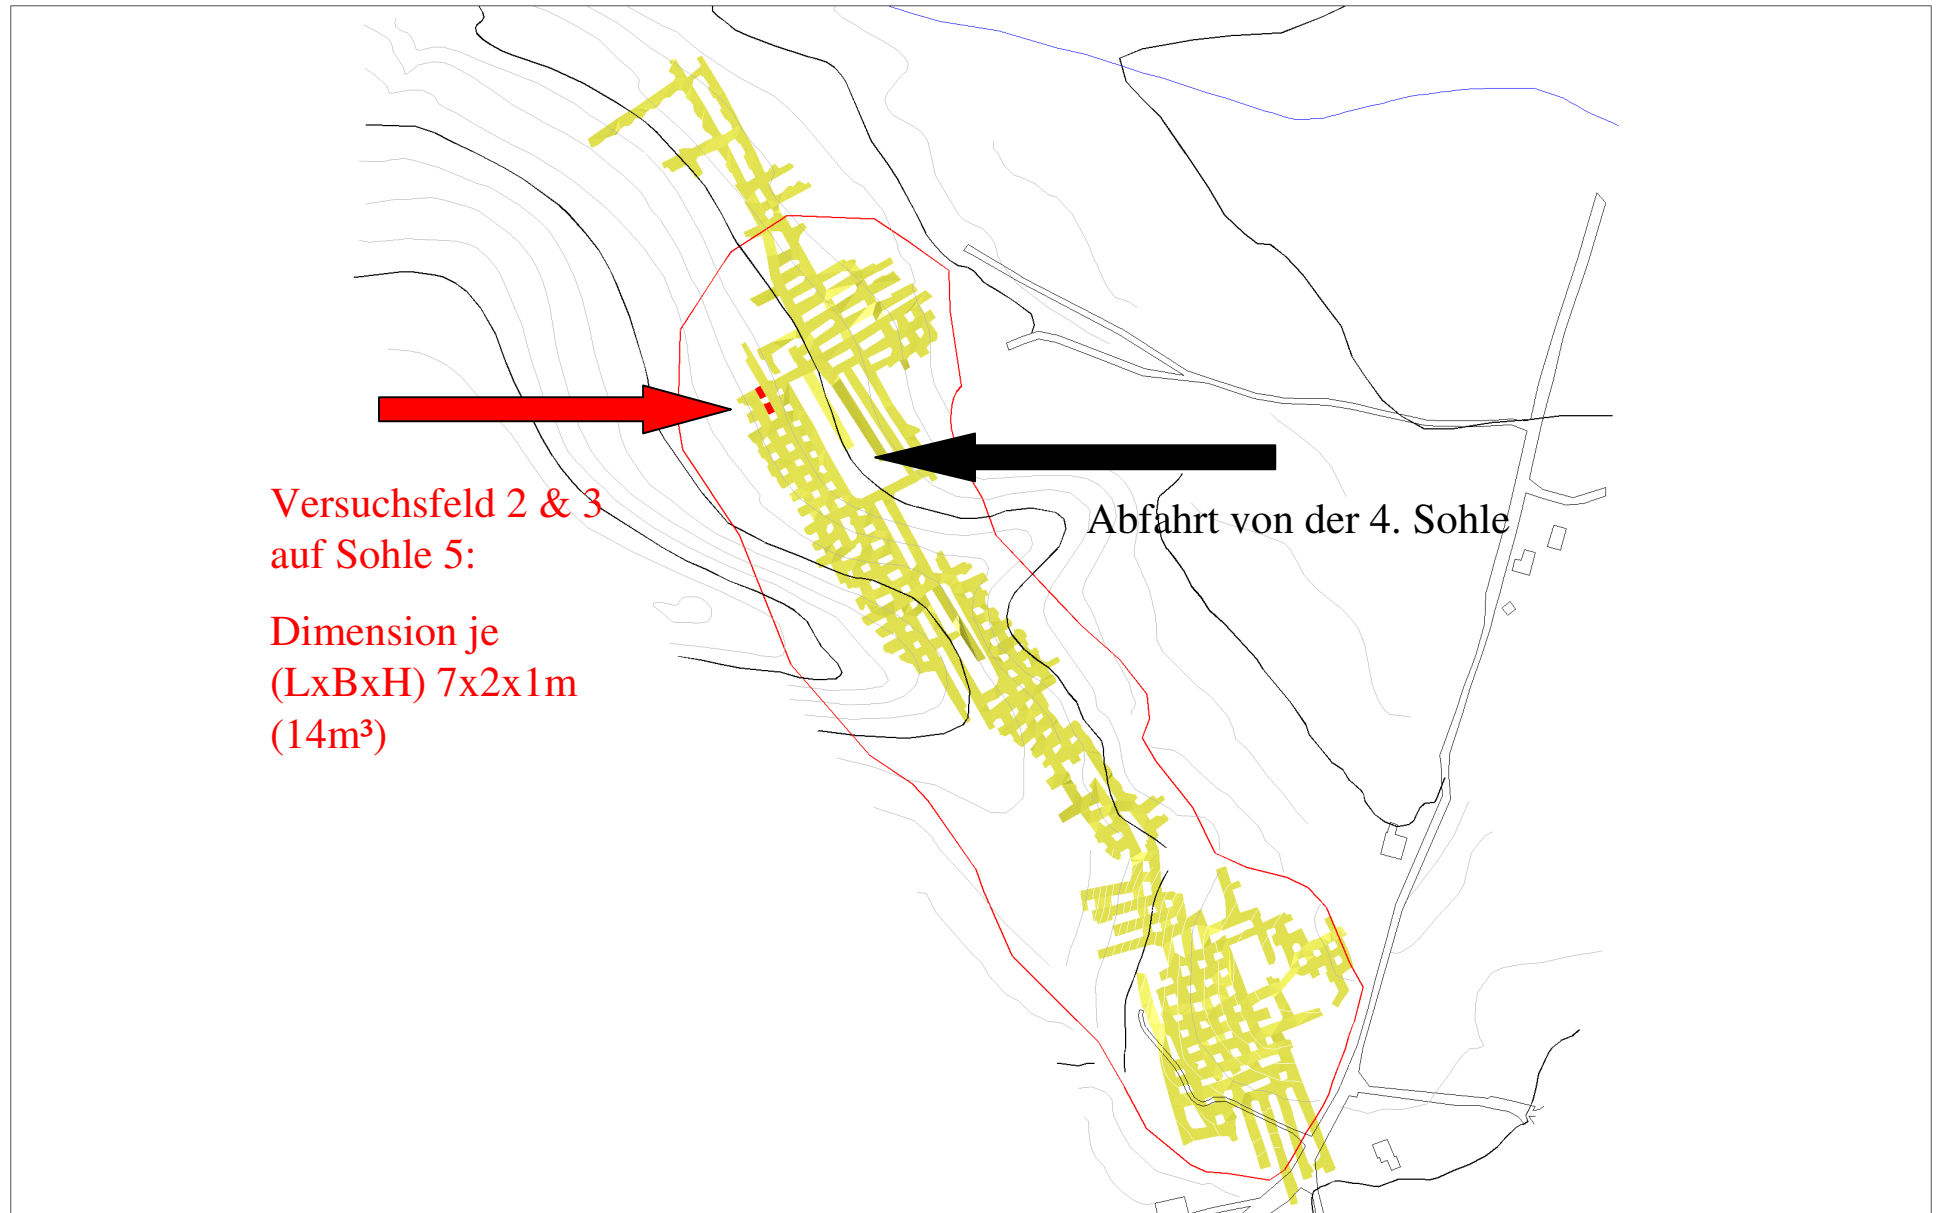 Versuchsfeld 2 & 3
auf Sohle 5:
Dimension je
(LxBxH) 7x2x1m
(14m³)
Abfahrt von der 4. Sohle